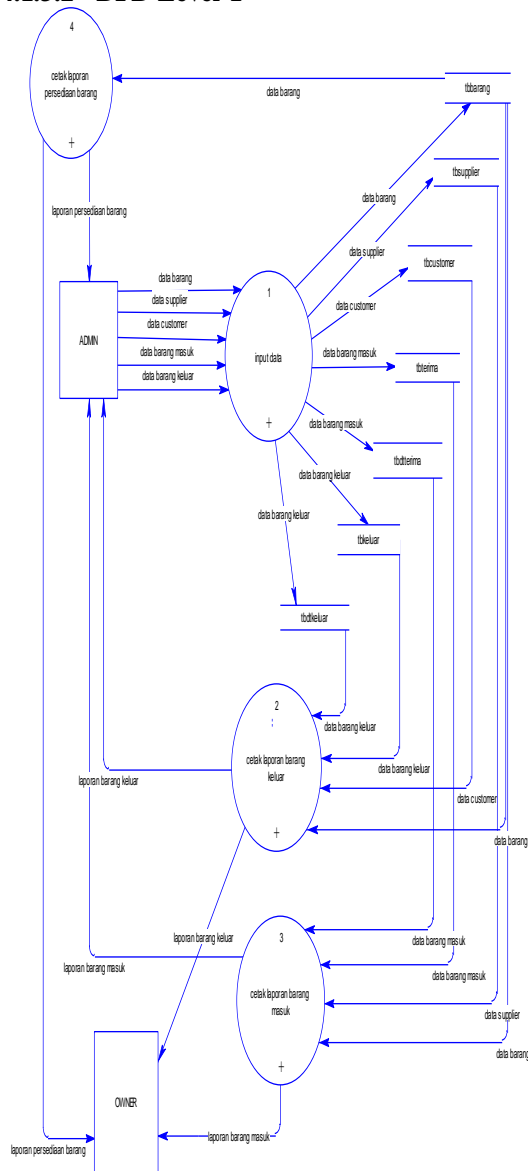 4
cetak laporan
persediaan barang
data barang
tbbarang
data barang
tbsupplier
laporan persediaan barang
data supplier
tbcustomer
data barang
data supplier
data customer
data barang masuk
data barang keluar
ADMIN
1
input data
data customer
data barang masuk
tbterima
data barang masuk
tbdtterima
data barang keluar
data barang keluar
tbkeluar
tbdtkeluar
2
:
cetak laporan barang
keluar
data barang keluar
data barang keluar
laporan barang keluar
data customer
data barang
laporan barang keluar
3
cetak laporan barang
masuk
data barang masuk
laporan barang masuk
data barang masuk
data supplier
data barang
OWNER
laporan barang masuk
laporan persediaan barang